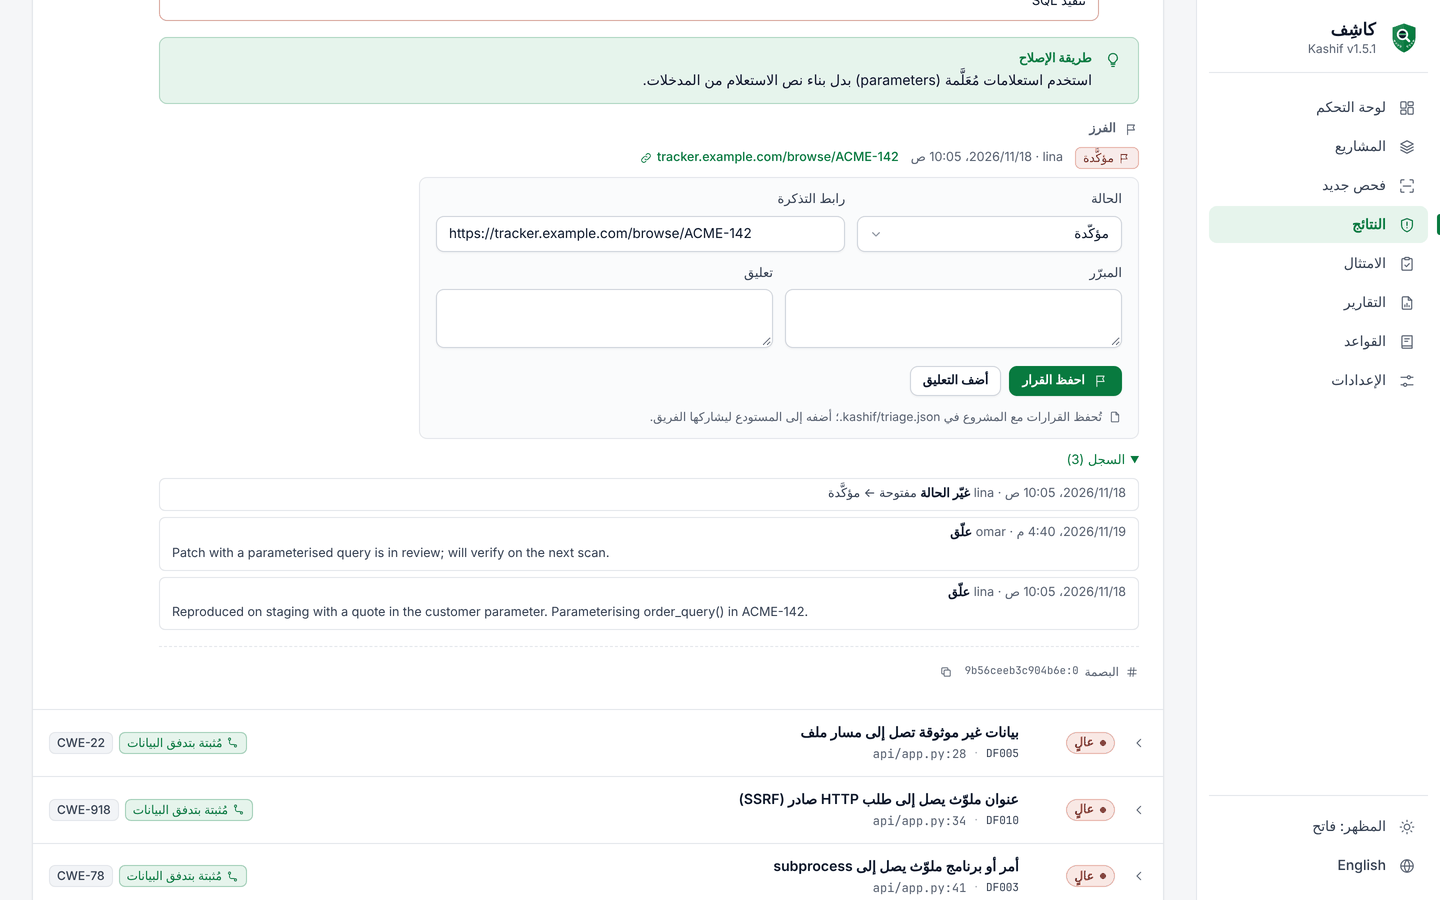 كاشِف
Kashif v1.5.1
لوحة التحكم
المشاريع
فحص جديد
النتائج
الامتثال
التقارير
القواعد
الإعدادات
المظهر: فاتح
English
تنفيذ SQL
طريقة الإصلاح
استخدم استعلامات مُعَلَّمة (parameters) بدل بناء نص الاستعلام من المدخلات.
الفرز
مؤكَّدة lina · 2026/11/18، 10:05 ص tracker.example.com/browse/ACME-142
الحالة رابط التذكرة
مؤكّدة https://tracker.example.com/browse/ACME-142
المبرّر تعليق
احفظ القرار أضف التعليق
تُحفظ القرارات مع المشروع في kashif/triage.json.؛ أضفه إلى المستودع ليشاركها الفريق.
السجل (3)
2026/11/18، 10:05 ص · lina غيّر الحالة مفتوحة ← مؤكَّدة
2026/11/19، 4:40 م · omar علّق
Patch with a parameterised query is in review; will verify on the next scan.
2026/11/18، 10:05 ص · lina علّق
Reproduced on staging with a quote in the customer parameter. Parameterising order_query() in ACME-142.
# البصمة 9b56ceeb3c904b6e:0
عالٍ بيانات غير موثوقة تصل إلى مسار ملف مُثبتة بتدفق البيانات CWE-22
DF005 · api/app.py:28
عالٍ عنوان ملوّث يصل إلى طلب HTTP صادر (SSRF) مُثبتة بتدفق البيانات CWE-918
DF010 · api/app.py:34
عالٍ أمر أو برنامج ملوّث يصل إلى subprocess مُثبتة بتدفق البيانات CWE-78
DF003 · api/app.py:41